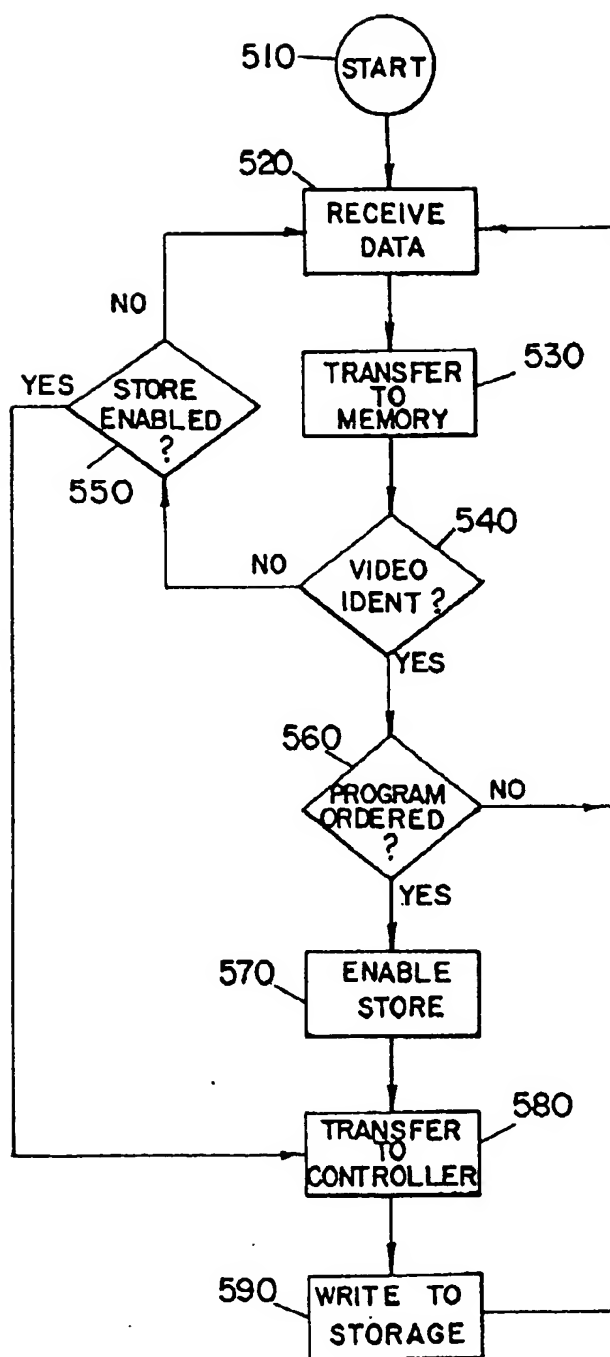 510
START
520
RECEIVE
DATA
NO
YES
530
TRANSFER
TO
MEMORY
STORE
ENABLED
?
550
540
NO
VIDEO
IDENT ?
YES
560
PROGRAM
ORDERED
?
NO
YES
570
ENABLE
STORE
580
TRANSFER
TO
CONTROLLER
590
WRITE TO
STORAGE